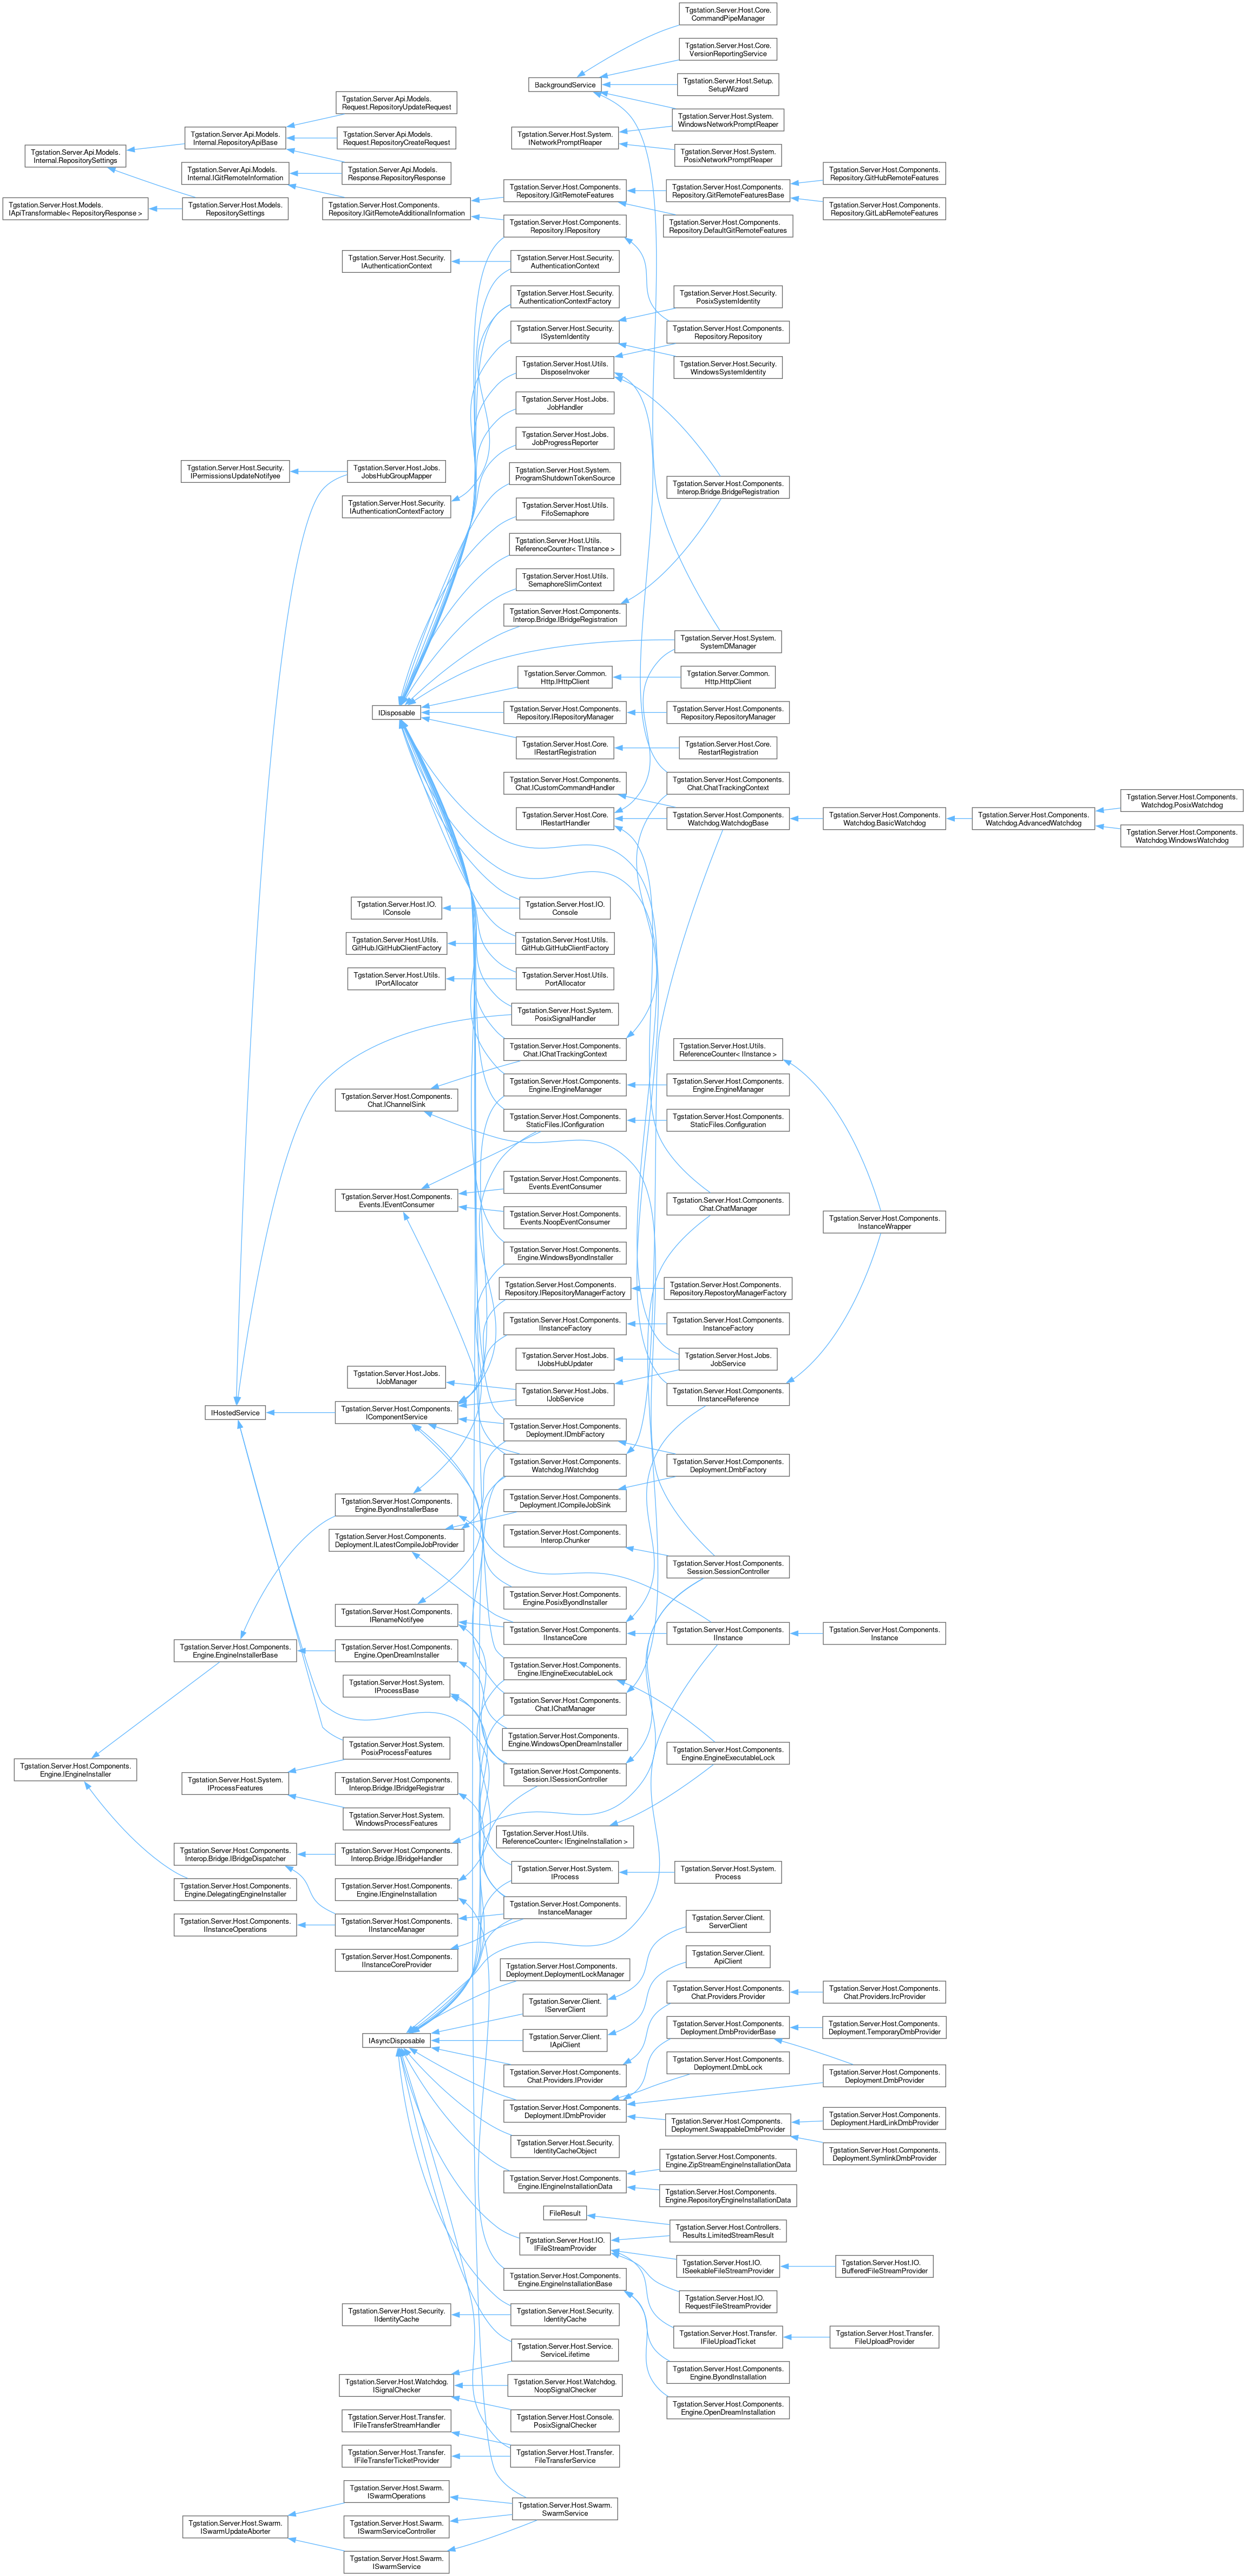 Tgstation.Server.Host.Core.
CommandPipeManager
Tgstation.Server.Host.Core.
VersionReportingService
BackgroundService
Tgstation.Server.Host.Setup.
SetupWizard
Tgstation.Server.Api.Models.
Request.RepositoryUpdateRequest
Tgstation.Server.Host.System.
WindowsNetworkPromptReaper
Tgstation.Server.Api.Models.
Internal.RepositoryApiBase
Tgstation.Server.Api.Models.
Request.RepositoryCreateRequest
Tgstation.Server.Host.System.
INetworkPromptReaper
Tgstation.Server.Api.Models.
Internal.RepositorySettings
Tgstation.Server.Host.System.
PosixNetworkPromptReaper
Tgstation.Server.Api.Models.
Internal.IGitRemoteInformation
Tgstation.Server.Api.Models.
Response.RepositoryResponse
Tgstation.Server.Host.Components.
Repository.GitHubRemoteFeatures
Tgstation.Server.Host.Components.
Repository.IGitRemoteFeatures
Tgstation.Server.Host.Components.
Repository.GitRemoteFeaturesBase
Tgstation.Server.Host.Models.
IApiTransformable< RepositoryResponse >
Tgstation.Server.Host.Models.
RepositorySettings
Tgstation.Server.Host.Components.
Repository.IGitRemoteAdditionalInformation
Tgstation.Server.Host.Components.
Repository.GitLabRemoteFeatures
Tgstation.Server.Host.Components.
Repository.IRepository
Tgstation.Server.Host.Components.
Repository.DefaultGitRemoteFeatures
Tgstation.Server.Host.Security.
IAuthenticationContext
Tgstation.Server.Host.Security.
AuthenticationContext
Tgstation.Server.Host.Security.
AuthenticationContextFactory
Tgstation.Server.Host.Security.
PosixSystemIdentity
Tgstation.Server.Host.Security.
ISystemIdentity
Tgstation.Server.Host.Components.
Repository.Repository
Tgstation.Server.Host.Utils.
DisposeInvoker
Tgstation.Server.Host.Security.
WindowsSystemIdentity
Tgstation.Server.Host.Jobs.
JobHandler
Tgstation.Server.Host.Jobs.
JobProgressReporter
Tgstation.Server.Host.Security.
IPermissionsUpdateNotifyee
Tgstation.Server.Host.Jobs.
JobsHubGroupMapper
Tgstation.Server.Host.System.
ProgramShutdownTokenSource
Tgstation.Server.Host.Components.
Interop.Bridge.BridgeRegistration
Tgstation.Server.Host.Security.
IAuthenticationContextFactory
Tgstation.Server.Host.Utils.
FifoSemaphore
Tgstation.Server.Host.Utils.
ReferenceCounter< TInstance >
Tgstation.Server.Host.Utils.
SemaphoreSlimContext
Tgstation.Server.Host.Components.
Interop.Bridge.IBridgeRegistration
Tgstation.Server.Host.System.
SystemDManager
Tgstation.Server.Common.
Http.IHttpClient
Tgstation.Server.Common.
Http.HttpClient
IDisposable
Tgstation.Server.Host.Components.
Repository.IRepositoryManager
Tgstation.Server.Host.Components.
Repository.RepositoryManager
Tgstation.Server.Host.Core.
IRestartRegistration
Tgstation.Server.Host.Core.
RestartRegistration
Tgstation.Server.Host.Components.
Chat.ICustomCommandHandler
Tgstation.Server.Host.Components.
Chat.ChatTrackingContext
Tgstation.Server.Host.Components.
Watchdog.PosixWatchdog
Tgstation.Server.Host.Core.
IRestartHandler
Tgstation.Server.Host.Components.
Watchdog.WatchdogBase
Tgstation.Server.Host.Components.
Watchdog.BasicWatchdog
Tgstation.Server.Host.Components.
Watchdog.AdvancedWatchdog
Tgstation.Server.Host.Components.
Watchdog.WindowsWatchdog
Tgstation.Server.Host.IO.
IConsole
Tgstation.Server.Host.IO.
Console
Tgstation.Server.Host.Utils.
GitHub.IGitHubClientFactory
Tgstation.Server.Host.Utils.
GitHub.GitHubClientFactory
Tgstation.Server.Host.Utils.
IPortAllocator
Tgstation.Server.Host.Utils.
PortAllocator
Tgstation.Server.Host.System.
PosixSignalHandler
Tgstation.Server.Host.Components.
Chat.IChatTrackingContext
Tgstation.Server.Host.Utils.
ReferenceCounter< IInstance >
Tgstation.Server.Host.Components.
Chat.IChannelSink
Tgstation.Server.Host.Components.
Engine.IEngineManager
Tgstation.Server.Host.Components.
Engine.EngineManager
Tgstation.Server.Host.Components.
StaticFiles.IConfiguration
Tgstation.Server.Host.Components.
StaticFiles.Configuration
Tgstation.Server.Host.Components.
Events.IEventConsumer
Tgstation.Server.Host.Components.
Events.EventConsumer
Tgstation.Server.Host.Components.
Chat.ChatManager
Tgstation.Server.Host.Components.
Events.NoopEventConsumer
Tgstation.Server.Host.Components.
InstanceWrapper
Tgstation.Server.Host.Components.
Engine.WindowsByondInstaller
Tgstation.Server.Host.Components.
Repository.IRepositoryManagerFactory
Tgstation.Server.Host.Components.
Repository.RepostoryManagerFactory
Tgstation.Server.Host.Components.
IInstanceFactory
Tgstation.Server.Host.Components.
InstanceFactory
Tgstation.Server.Host.Jobs.
IJobsHubUpdater
Tgstation.Server.Host.Jobs.
JobService
Tgstation.Server.Host.Jobs.
IJobManager
Tgstation.Server.Host.Jobs.
IJobService
Tgstation.Server.Host.Components.
IInstanceReference
IHostedService
Tgstation.Server.Host.Components.
IComponentService
Tgstation.Server.Host.Components.
Deployment.IDmbFactory
Tgstation.Server.Host.Components.
Watchdog.IWatchdog
Tgstation.Server.Host.Components.
Deployment.DmbFactory
Tgstation.Server.Host.Components.
Engine.ByondInstallerBase
Tgstation.Server.Host.Components.
Deployment.ICompileJobSink
Tgstation.Server.Host.Components.
Deployment.ILatestCompileJobProvider
Tgstation.Server.Host.Components.
Interop.Chunker
Tgstation.Server.Host.Components.
Session.SessionController
Tgstation.Server.Host.Components.
Engine.PosixByondInstaller
Tgstation.Server.Host.Components.
IRenameNotifyee
Tgstation.Server.Host.Components.
IInstanceCore
Tgstation.Server.Host.Components.
IInstance
Tgstation.Server.Host.Components.
Instance
Tgstation.Server.Host.Components.
Engine.EngineInstallerBase
Tgstation.Server.Host.Components.
Engine.OpenDreamInstaller
Tgstation.Server.Host.Components.
Engine.IEngineExecutableLock
Tgstation.Server.Host.System.
IProcessBase
Tgstation.Server.Host.Components.
Chat.IChatManager
Tgstation.Server.Host.Components.
Engine.WindowsOpenDreamInstaller
Tgstation.Server.Host.System.
PosixProcessFeatures
Tgstation.Server.Host.Components.
Engine.EngineExecutableLock
Tgstation.Server.Host.Components.
Engine.IEngineInstaller
Tgstation.Server.Host.System.
IProcessFeatures
Tgstation.Server.Host.Components.
Interop.Bridge.IBridgeRegistrar
Tgstation.Server.Host.Components.
Session.ISessionController
Tgstation.Server.Host.System.
WindowsProcessFeatures
Tgstation.Server.Host.Utils.
ReferenceCounter< IEngineInstallation >
Tgstation.Server.Host.Components.
Interop.Bridge.IBridgeDispatcher
Tgstation.Server.Host.Components.
Interop.Bridge.IBridgeHandler
Tgstation.Server.Host.System.
IProcess
Tgstation.Server.Host.System.
Process
Tgstation.Server.Host.Components.
Engine.DelegatingEngineInstaller
Tgstation.Server.Host.Components.
Engine.IEngineInstallation
Tgstation.Server.Host.Components.
InstanceManager
Tgstation.Server.Host.Components.
IInstanceOperations
Tgstation.Server.Host.Components.
IInstanceManager
Tgstation.Server.Client.
ServerClient
Tgstation.Server.Host.Components.
IInstanceCoreProvider
Tgstation.Server.Client.
ApiClient
Tgstation.Server.Host.Components.
Deployment.DeploymentLockManager
Tgstation.Server.Host.Components.
Chat.Providers.Provider
Tgstation.Server.Host.Components.
Chat.Providers.IrcProvider
Tgstation.Server.Client.
IServerClient
Tgstation.Server.Host.Components.
Deployment.DmbProviderBase
Tgstation.Server.Host.Components.
Deployment.TemporaryDmbProvider
IAsyncDisposable
Tgstation.Server.Client.
IApiClient
Tgstation.Server.Host.Components.
Deployment.DmbLock
Tgstation.Server.Host.Components.
Chat.Providers.IProvider
Tgstation.Server.Host.Components.
Deployment.DmbProvider
Tgstation.Server.Host.Components.
Deployment.IDmbProvider
Tgstation.Server.Host.Components.
Deployment.SwappableDmbProvider
Tgstation.Server.Host.Components.
Deployment.HardLinkDmbProvider
Tgstation.Server.Host.Security.
IdentityCacheObject
Tgstation.Server.Host.Components.
Deployment.SymlinkDmbProvider
Tgstation.Server.Host.Components.
Engine.ZipStreamEngineInstallationData
Tgstation.Server.Host.Components.
Engine.IEngineInstallationData
Tgstation.Server.Host.Components.
Engine.RepositoryEngineInstallationData
FileResult
Tgstation.Server.Host.Controllers.
Results.LimitedStreamResult
Tgstation.Server.Host.IO.
IFileStreamProvider
Tgstation.Server.Host.IO.
ISeekableFileStreamProvider
Tgstation.Server.Host.IO.
BufferedFileStreamProvider
Tgstation.Server.Host.Components.
Engine.EngineInstallationBase
Tgstation.Server.Host.IO.
RequestFileStreamProvider
Tgstation.Server.Host.Security.
IIdentityCache
Tgstation.Server.Host.Security.
IdentityCache
Tgstation.Server.Host.Transfer.
IFileUploadTicket
Tgstation.Server.Host.Transfer.
FileUploadProvider
Tgstation.Server.Host.Service.
ServiceLifetime
Tgstation.Server.Host.Components.
Engine.ByondInstallation
Tgstation.Server.Host.Watchdog.
ISignalChecker
Tgstation.Server.Host.Watchdog.
NoopSignalChecker
Tgstation.Server.Host.Components.
Engine.OpenDreamInstallation
Tgstation.Server.Host.Transfer.
IFileTransferStreamHandler
Tgstation.Server.Host.Console.
PosixSignalChecker
Tgstation.Server.Host.Transfer.
IFileTransferTicketProvider
Tgstation.Server.Host.Transfer.
FileTransferService
Tgstation.Server.Host.Swarm.
ISwarmOperations
Tgstation.Server.Host.Swarm.
SwarmService
Tgstation.Server.Host.Swarm.
ISwarmUpdateAborter
Tgstation.Server.Host.Swarm.
ISwarmServiceController
Tgstation.Server.Host.Swarm.
ISwarmService